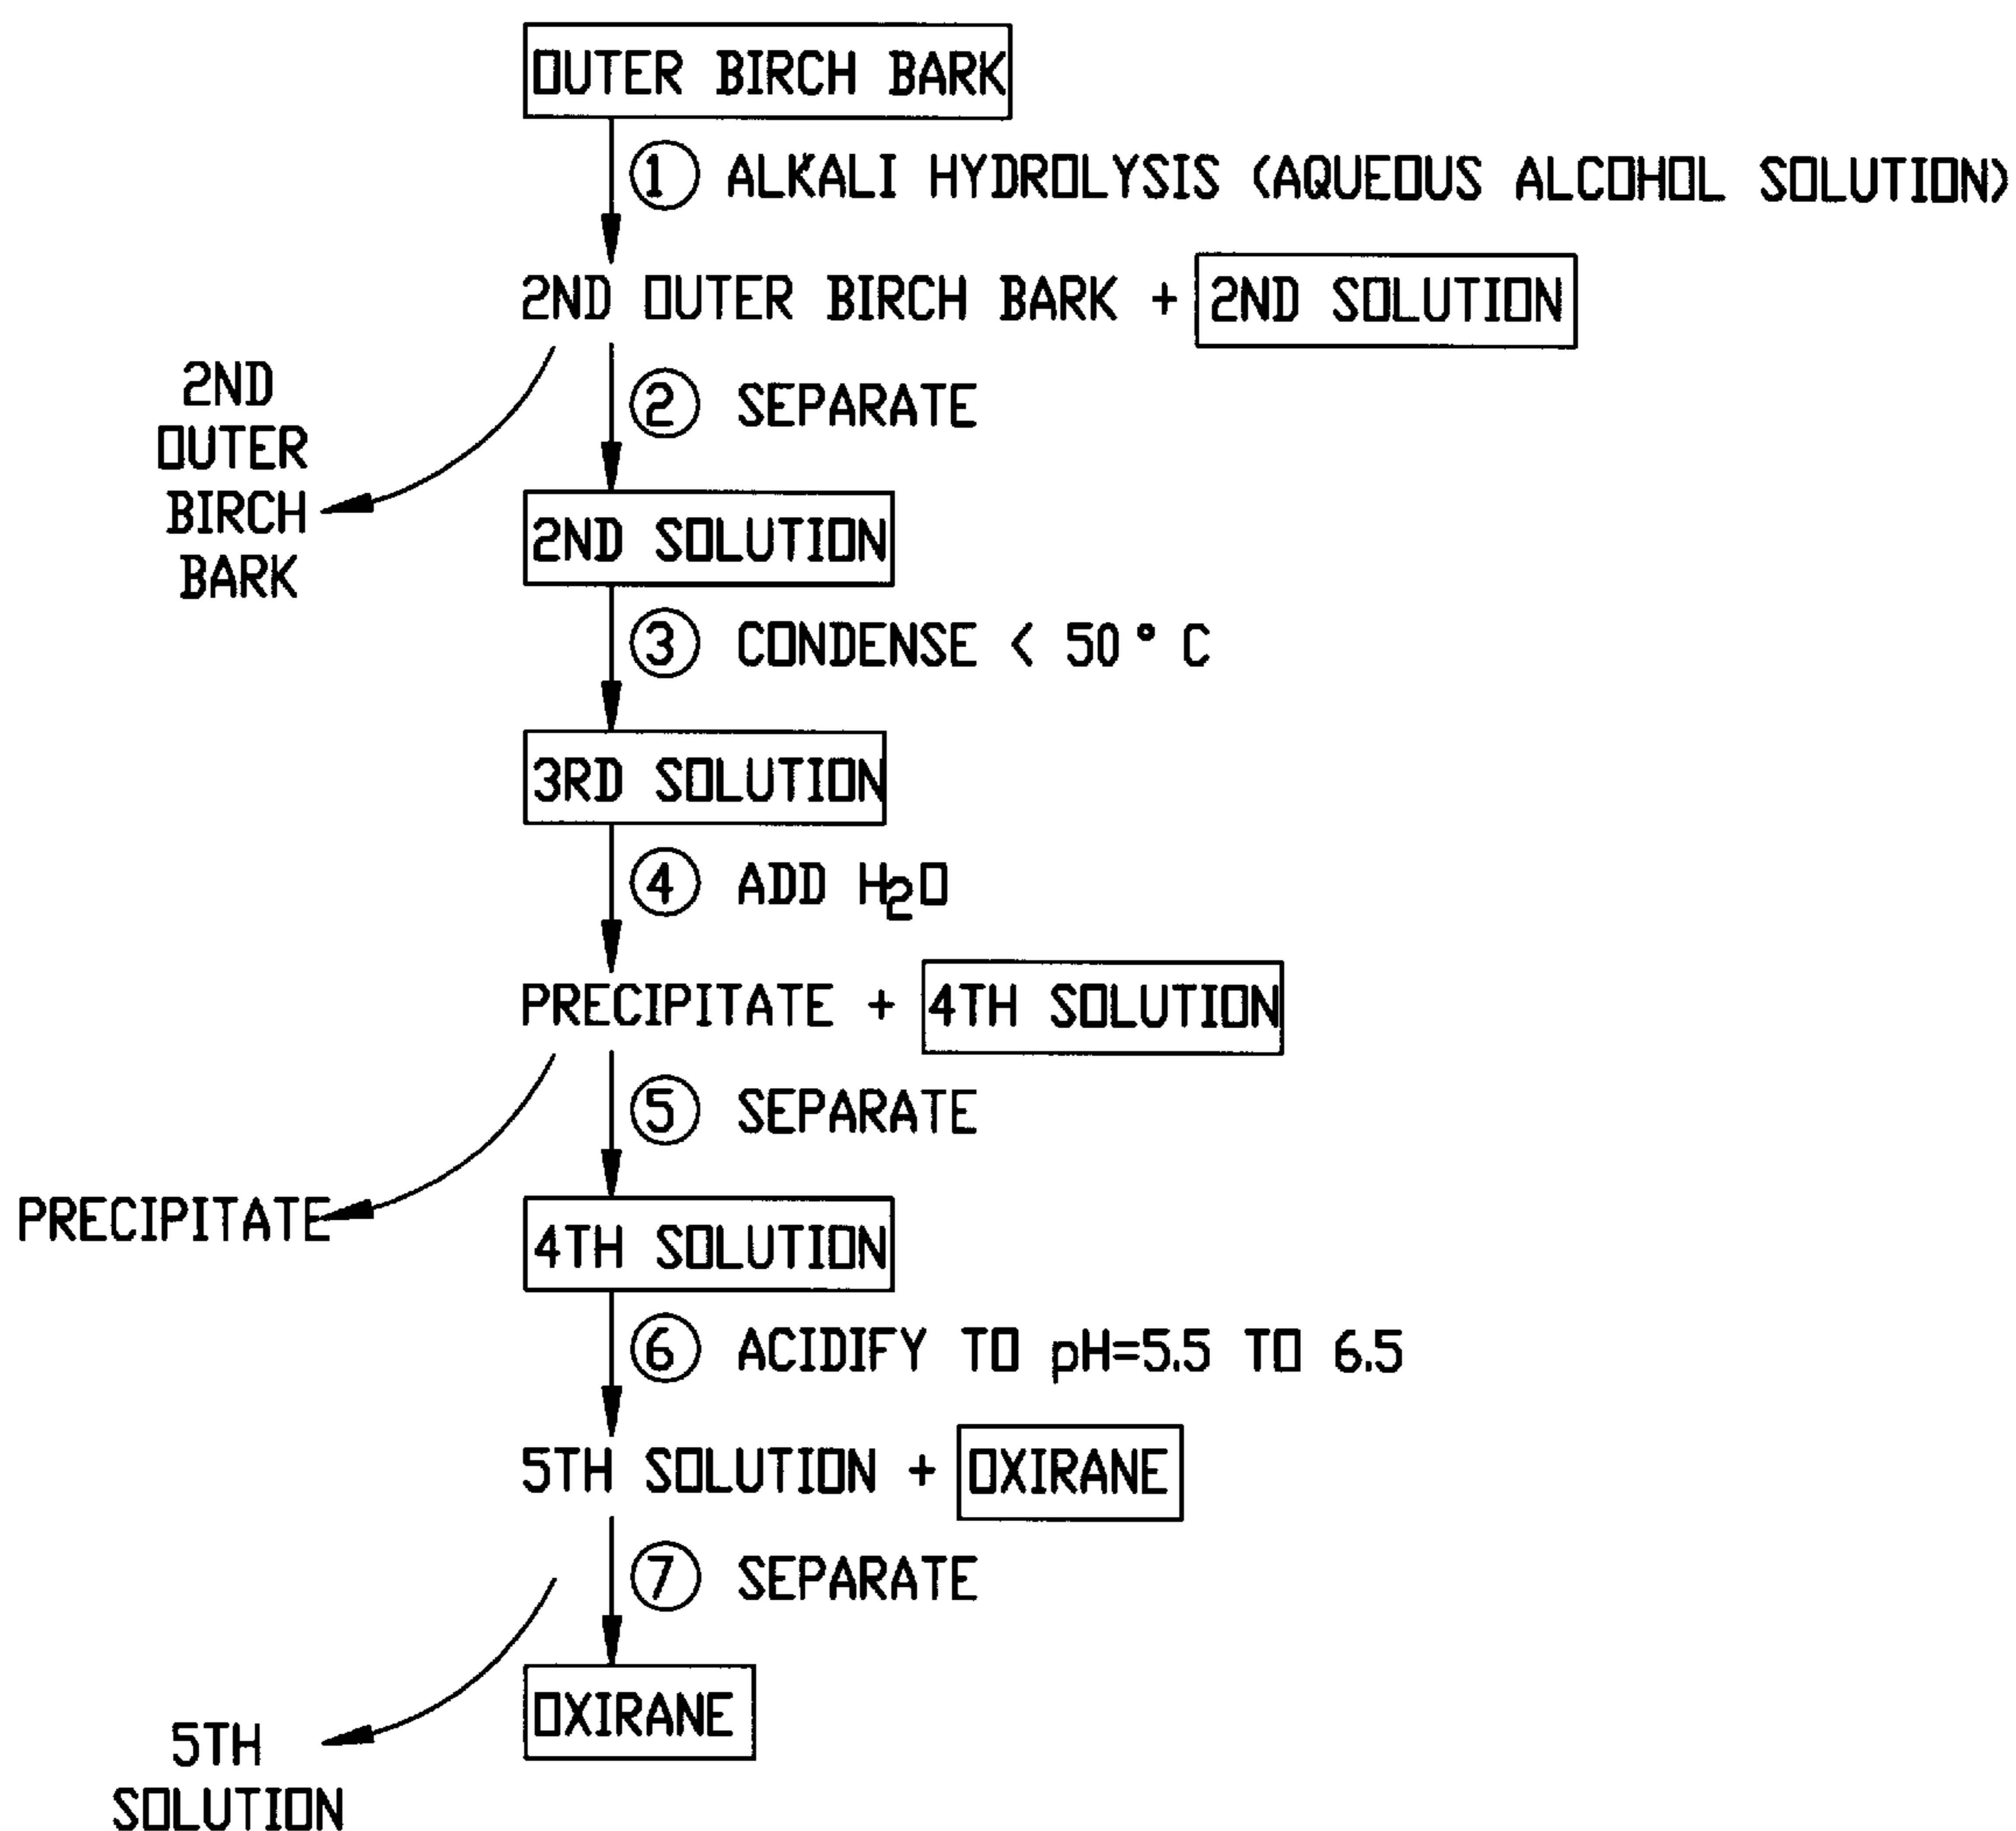 OUTER BIRCH BARK
① ALKALI HYDROLYSIS (AQUEOUS ALCOHOL SOLUTION)
2ND OUTER BIRCH BARK + 2ND SOLUTION
2ND
OUTER
BIRCH
BARK
② SEPARATE
2ND SOLUTION
③ CONDENSE < 50° C
3RD SOLUTION
④ ADD H₂O
PRECIPITATE + 4TH SOLUTION
⑤ SEPARATE
PRECIPITATE
4TH SOLUTION
⑥ ACIDIFY TO pH=5.5 TO 6.5
5TH SOLUTION + OXIRANE
⑦ SEPARATE
OXIRANE
5TH
SOLUTION